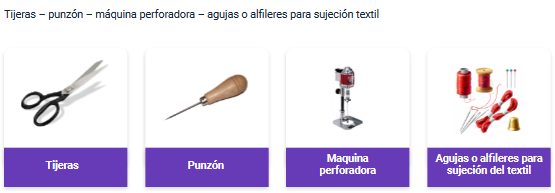 Tijeras – punzón – máquina perforadora – agujas o alfileres para sujeción textil
Tijeras
Punzón
Maquina
perforadora
Agujas o alfileres para
sujeción del textil